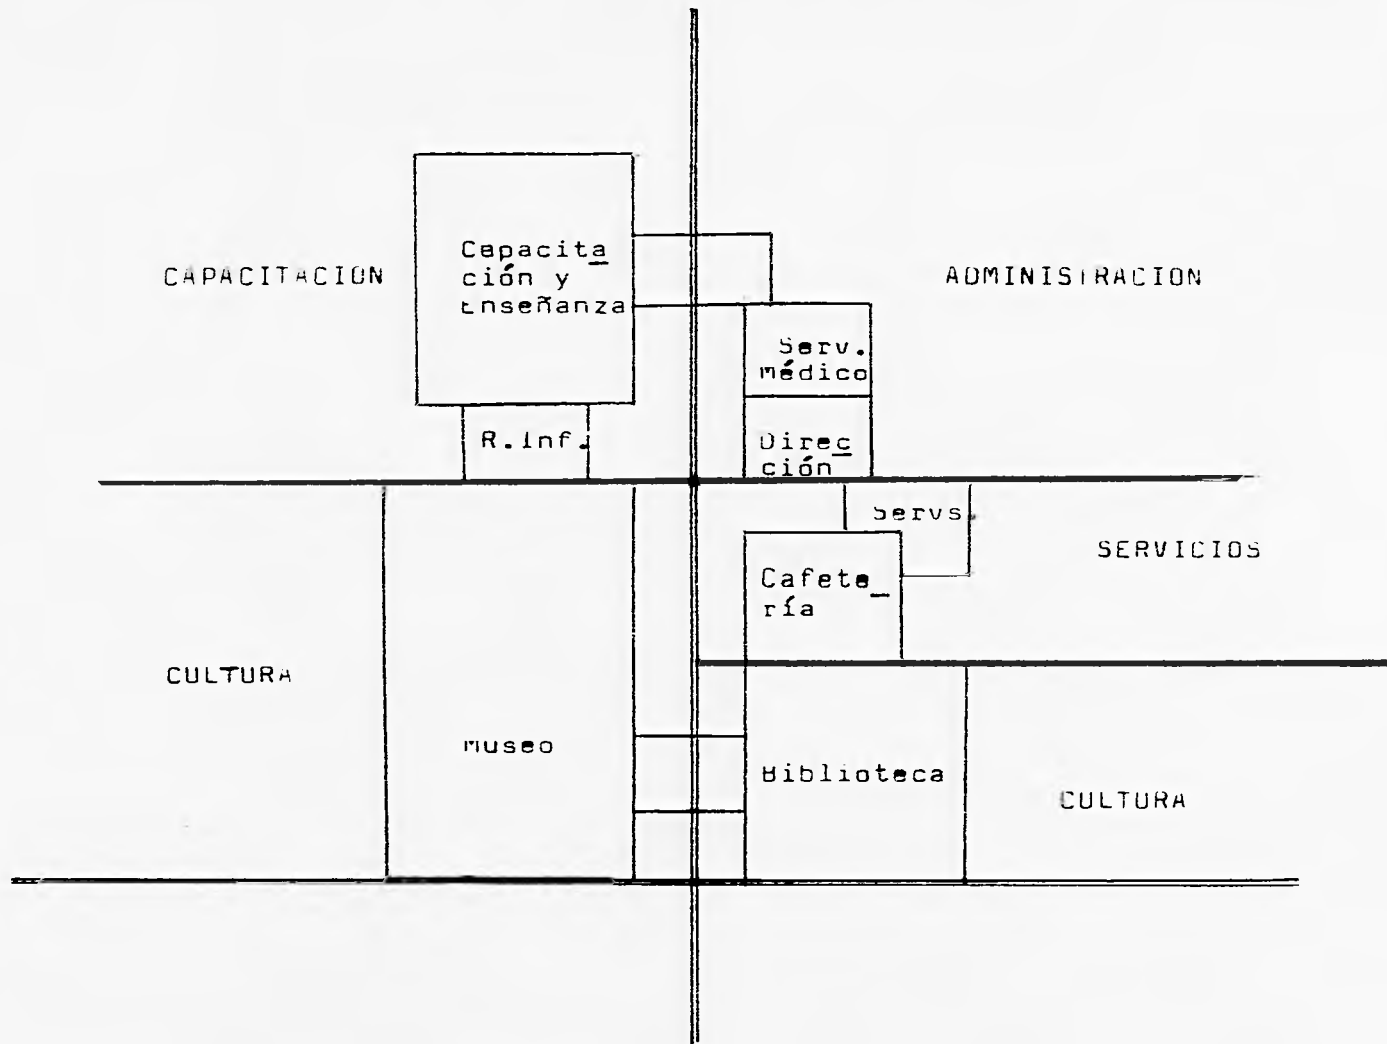 CAPACITACION
Capacita
ción y
Enseñanza
R.Inf.
ADMINISTRACION
Serv.
médico
Direc
ción
Servs.
SERVICIOS
Cafete
ría
CULTURA
Museo
Biblioteca
CULTURA